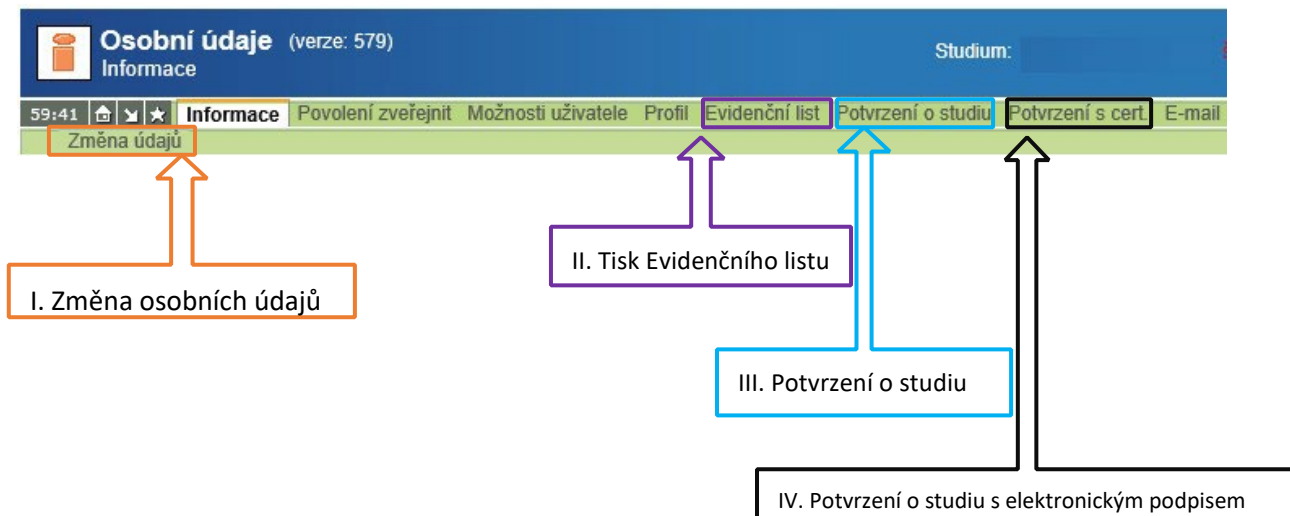 Osobní údaje (verze: 579)
Informace
Studium:
59:41 Informace Povolení zveřejnit Možnosti uživatele Profil Evidenční list Potvrzení o studiu Potvrzení s cert. E-mail
Změna údajů
II. Tisk Evidenčního listu
I. Změna osobních údajů
III. Potvrzení o studiu
IV. Potvrzení o studiu s elektronickým podpisem